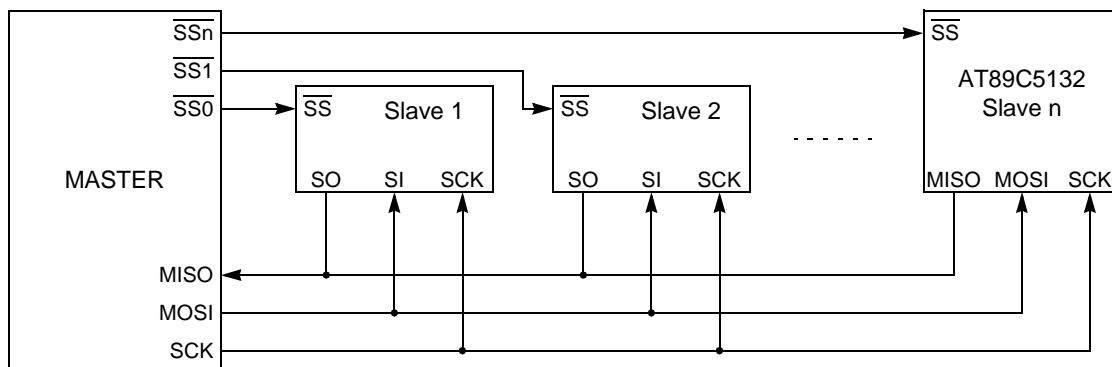 SSn
SS
SS1
AT89C5132
Slave n
SS0
SS
Slave 1
SS
Slave 2
MASTER
SO SI SCK
SO SI SCK
MISO MOSI SCK
MISO
MOSI
SCK